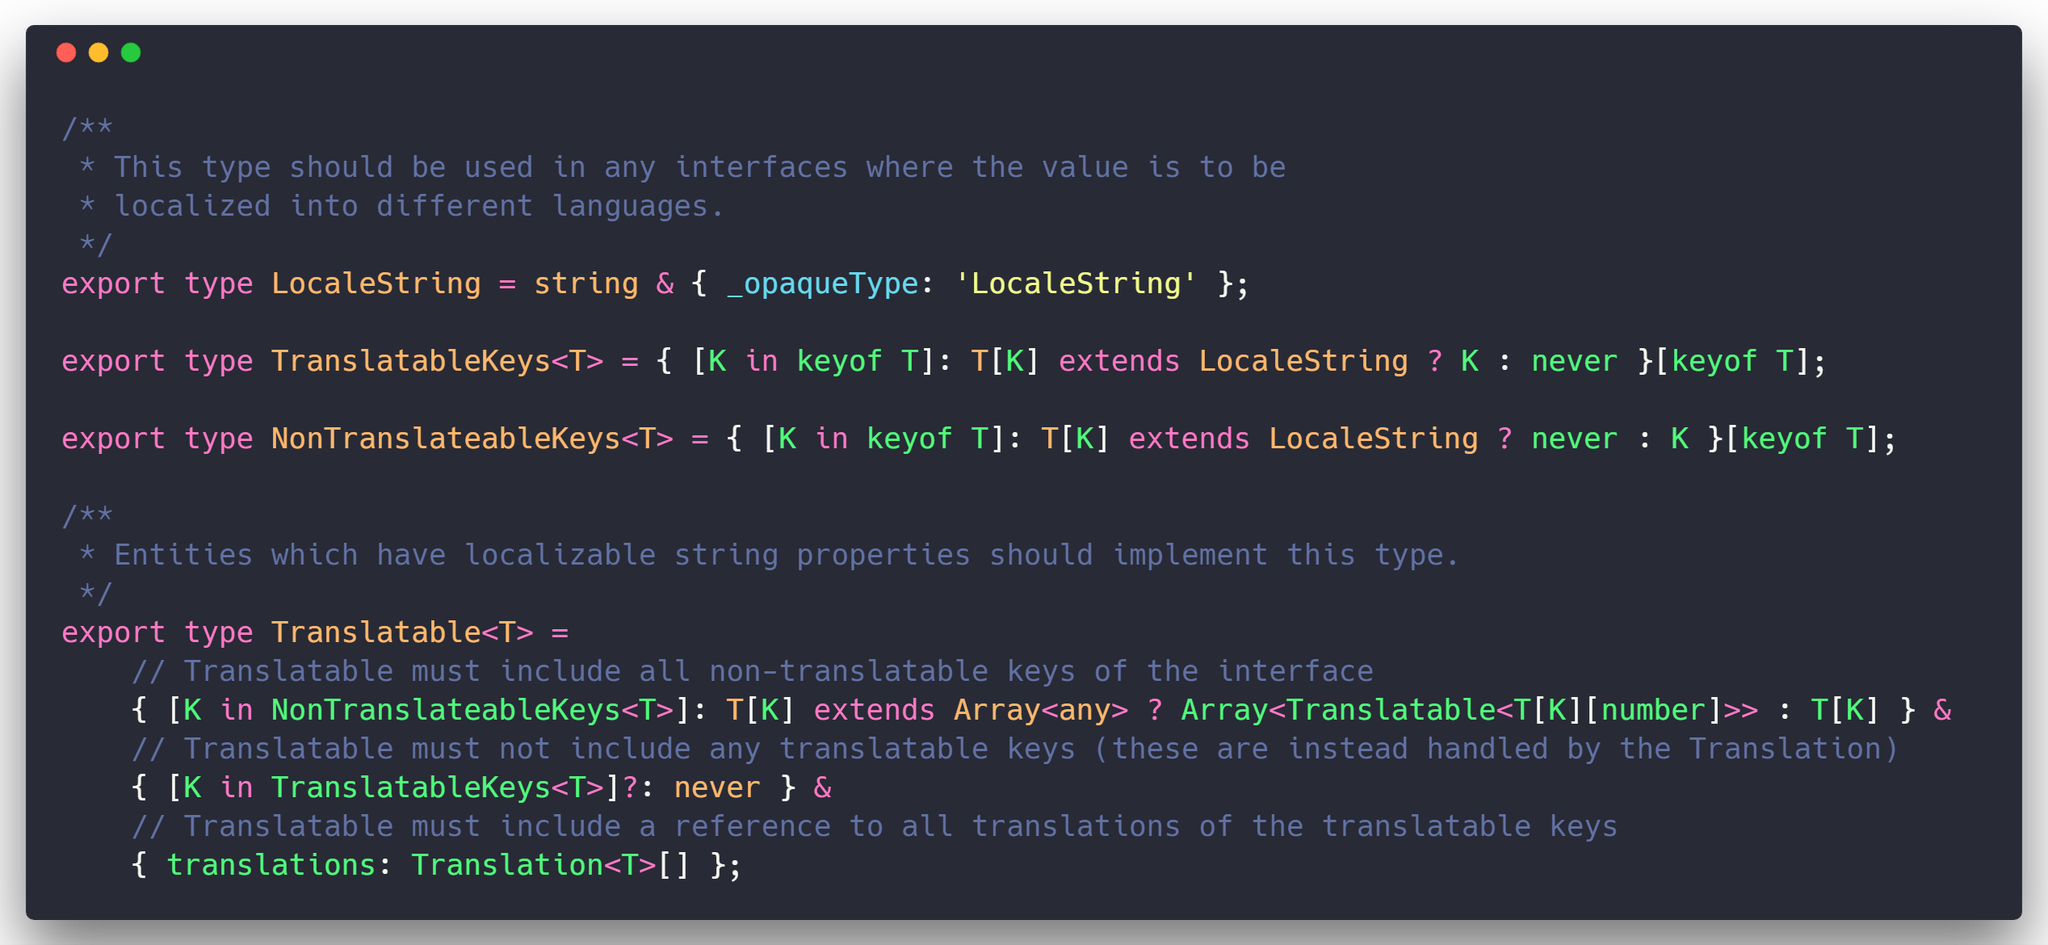 /**
 * This type should be used in any interfaces where the value is to be
 * localized into different languages.
 */
export type LocaleString = string & { _opaqueType: 'LocaleString' };

export type TranslatableKeys<T> = { [K in keyof T]: T[K] extends LocaleString ? K : never }[keyof T];

export type NonTranslateableKeys<T> = { [K in keyof T]: T[K] extends LocaleString ? never : K }[keyof T];

/**
 * Entities which have localizable string properties should implement this type.
 */
export type Translatable<T> =
    // Translatable must include all non-translatable keys of the interface
    { [K in NonTranslateableKeys<T>]: T[K] extends Array<any> ? Array<Translatable<T[K][number]>> : T[K] } &
    // Translatable must not include any translatable keys (these are instead handled by the Translation)
    { [K in TranslatableKeys<T>]?: never } &
    // Translatable must include a reference to all translations of the translatable keys
    { translations: Translation<T>[] };